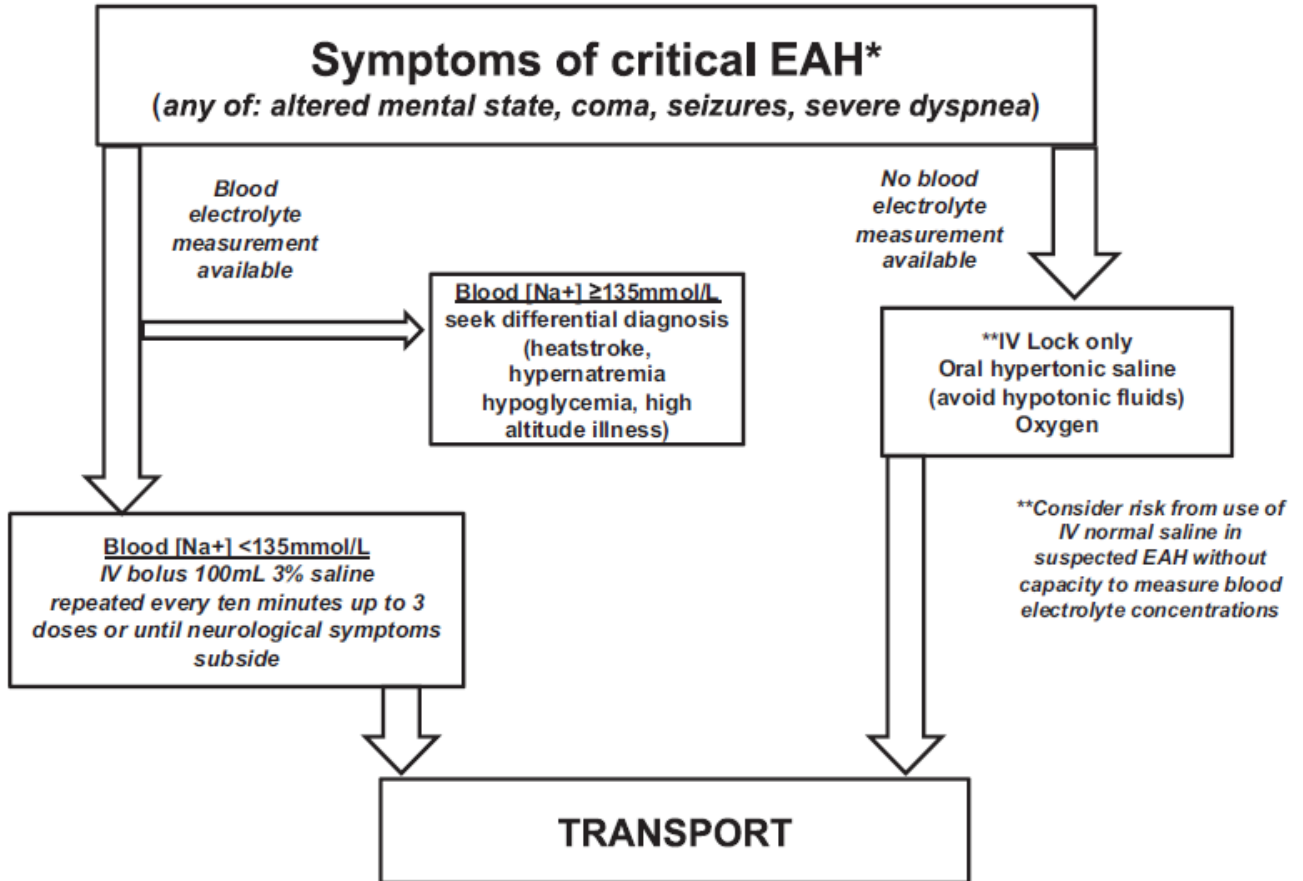 Symptoms of critical EAH*
(any of: altered mental state, coma, seizures, severe dyspnea)
Blood
electrolyte
measurement
available
No blood
electrolyte
measurement
available
Blood [Na+] ≥135mmol/L
seek differential diagnosis
(heatstroke,
hypernatremia
hypoglycemia, high
altitude illness)
**IV Lock only
Oral hypertonic saline
(avoid hypotonic fluids)
Oxygen
**Consider risk from use of
IV normal saline in
suspected EAH without
capacity to measure blood
electrolyte concentrations
Blood [Na+] <135mmol/L
IV bolus 100mL 3% saline
repeated every ten minutes up to 3
doses or until neurological symptoms
subside
TRANSPORT